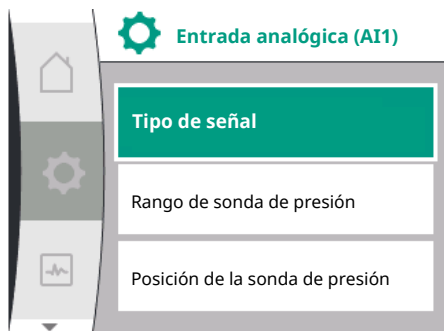 Entrada analógica (AI1)
Tipo de señal
Rango de sonda de presión
Posición de la sonda de presión